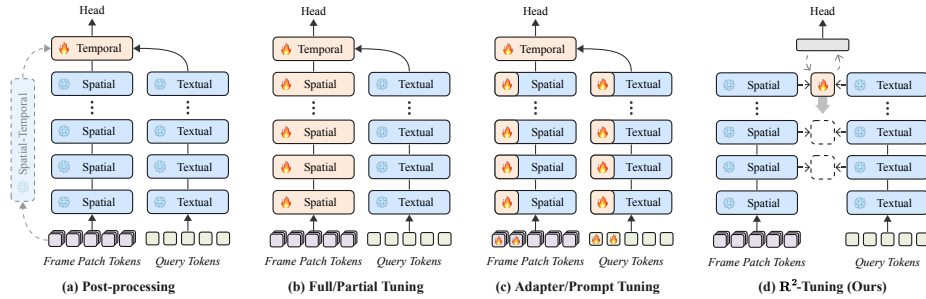 Head
Temporal
Spatial-Temporal
Spatial
Textual
Spatial
Textual
Spatial
Textual
Spatial
Textual
Frame Patch Tokens
Query Tokens
(a) Post-processing
Head
Temporal
Spatial
Textual
Spatial
Textual
Spatial
Textual
Spatial
Textual
Frame Patch Tokens
Query Tokens
(b) Full/Partial Tuning
Head
Temporal
Spatial
Textual
Spatial
Textual
Spatial
Textual
Spatial
Textual
Frame Patch Tokens
Query Tokens
(c) Adapter/Prompt Tuning
Head
Spatial
Textual
Spatial
Textual
Spatial
Textual
Spatial
Textual
Frame Patch Tokens
Query Tokens
(d) R²-Tuning (Ours)